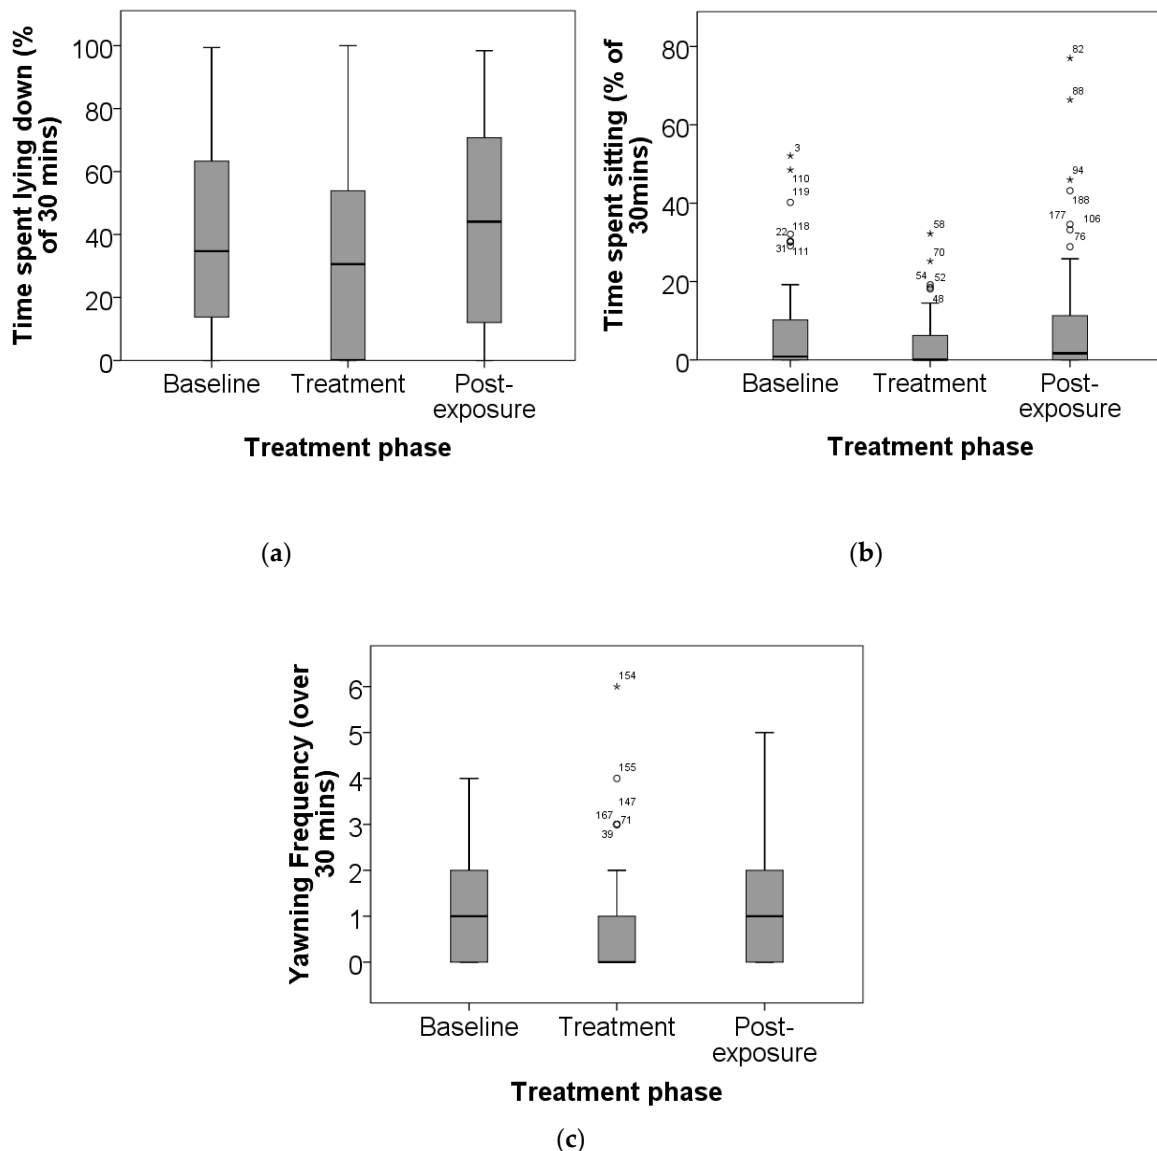 Time spent lying down (%
of 30 mins)
100
80
60
40
20
0
Baseline
Treatment
Post-
exposure
Treatment phase
(a)
Time spent sitting (% of
30mins)
80
60
40
20
0
3
110
119
22
118
31
111
58
70
54
52
48
82
88
94
188
177
106
76
Baseline
Treatment
Post-
exposure
Treatment phase
(b)
Yawning Frequency (over
30 mins)
6
5
4
3
2
1
0
154
155
147
167
71
39
Baseline
Treatment
Post-
exposure
Treatment phase
(c)